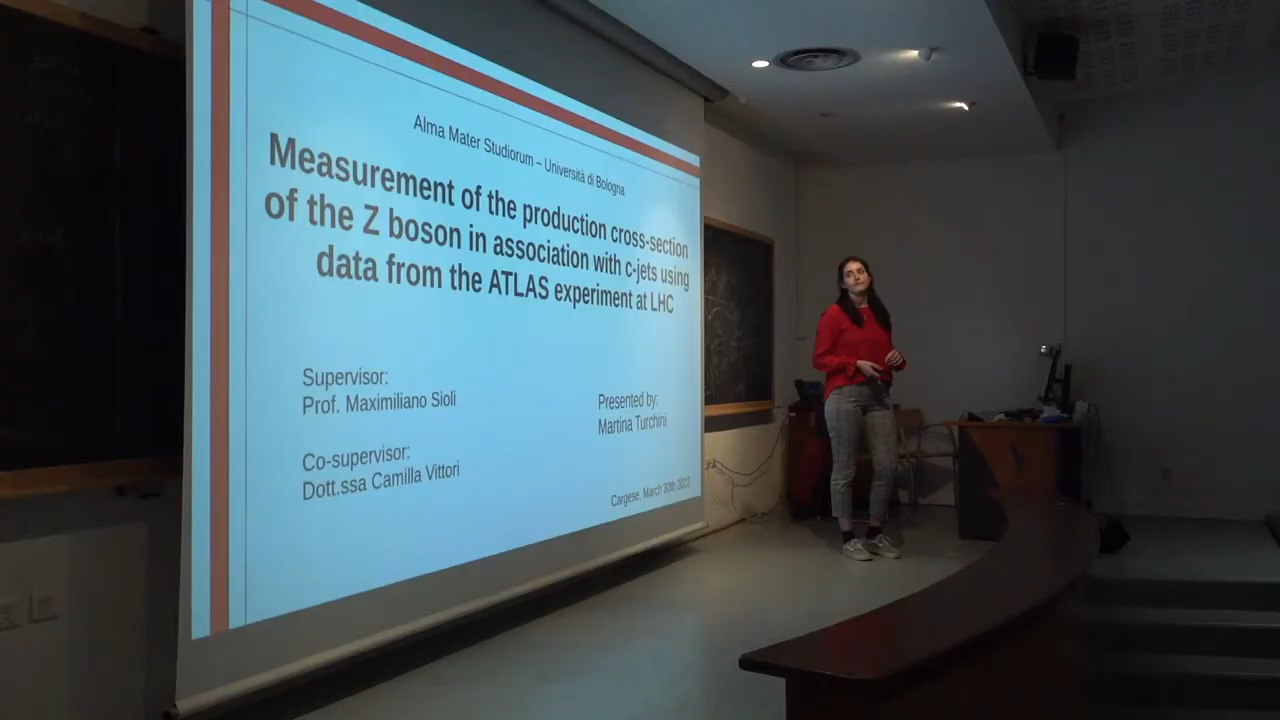 Alma Mater Studiorum – Università di Bologna
Measurement of the production cross-section
of the Z boson in association with c-jets using
data from the ATLAS experiment at LHC
Supervisor:
Prof. Maximiliano Sioli
Presented by:
Martina Turchini
Co-supervisor:
Dott.ssa Camilla Vittori
Cargese, March 30th 2022